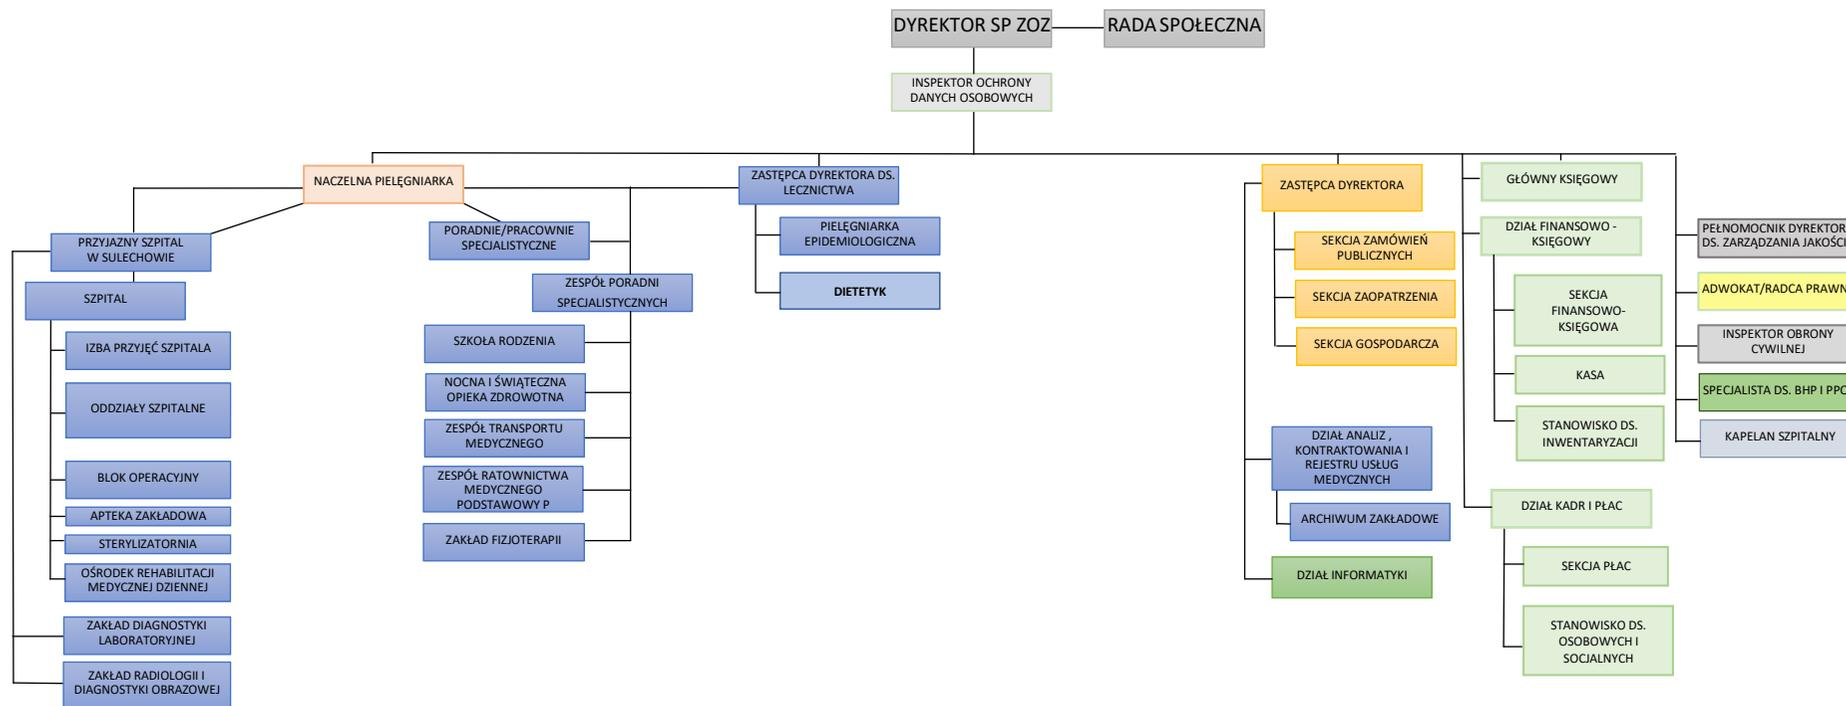 DYREKTOR SP ZOZ
RADA SPOŁECZNA
INSPEKTOR OCHRONY
DANYCH OSOBOWYCH
NACZELNA PIELĘGNIARKA
ZASTĘPCA DYREKTORA DS.
LECZNICTWA
ZASTĘPCA DYREKTORA
GŁÓWNY KSIĘGOWY
PRZYJAZNY SZPITAL
W SULECHOWIE
SZPITAL
IZBA PRZYJĘĆ SZPITALA
ODDZIAŁY SZPITALNE
BLOK OPERACYJNY
APTEKA ZAKŁADOWA
STERYLIZATORNIA
OŚRODEK REHABILITACJI
MEDYCZNEJ DZIENNEJ
ZAKŁAD DIAGNOSTYKI
LABORATORYJNEJ
ZAKŁAD RADIOLOGII I
DIAGNOSTYKI OBRAZOWEJ
PORADNIE/PRACOWNIE
SPECJALISTYCZNE
ZESPÓŁ PORADNI
SPECJALISTYCZNYCH
SZKOŁA RODZENIA
NOCNA I ŚWIĄTECZNA
OPIEKA ZDROWOTNA
ZESPÓŁ TRANSPORTU
MEDYCZNEGO
ZESPÓŁ RATOWNICTWA
MEDYCZNEGO
PODSTAWOWY P
ZAKŁAD FIZJOTERAPII
PIELĘGNIARKA
EPIDEMIOLOGICZNA
DIETETYK
SEKCJA ZAMÓWIEŃ
PUBLICZNYCH
SEKCJA ZAOPATRZENIA
SEKCJA GOSPODARCZA
DZIAŁ ANALIZ ,
KONTRAKTOWANIA I
REJESTRU USŁUG
MEDYCZNYCH
ARCHIWUM ZAKŁADOWE
DZIAŁ INFORMATYKI
DZIAŁ FINANSOWO -
KSIĘGOWY
SEKCJA
FINANSOWO-
KSIĘGOWA
KASA
STANOWISKO DS.
INWENTARYZACJI
DZIAŁ KADR I PŁAC
SEKCJA PŁAC
STANOWISKO DS.
OSOBOWYCH I
SOCJALNYCH
PEŁNOMOCNIK DYREKTOR
DS. ZARZĄDZANIA JAKOŚCI
ADWOKAT/RADCA PRAWN
INSPEKTOR OBRONY
CYWILNEJ
SPECJALISTA DS. BHP I PPO
KAPELAN SZPITALNY